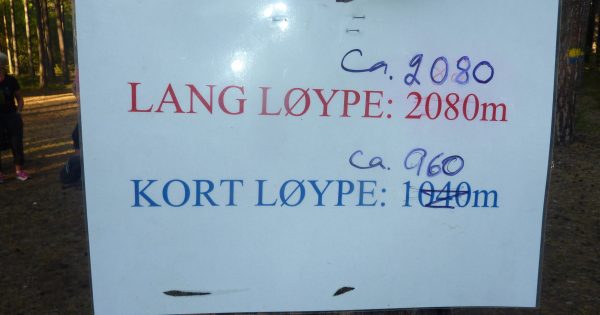 ca. 2080
LANG LØYPE: 2080m
ca. 960
KORT LØYPE: 1040m